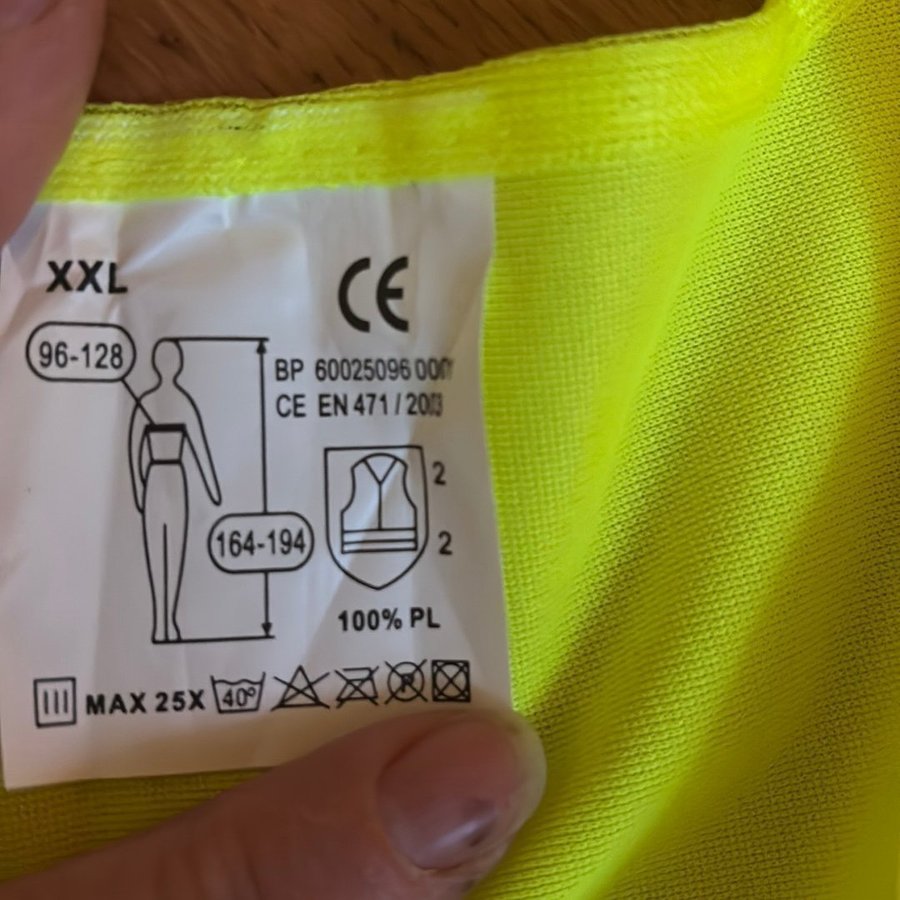 XXL
CE
96-128
BP 60025096
CE EN 471 / 2003
2
164-194
2
100% PL
MAX 25X 40°
P